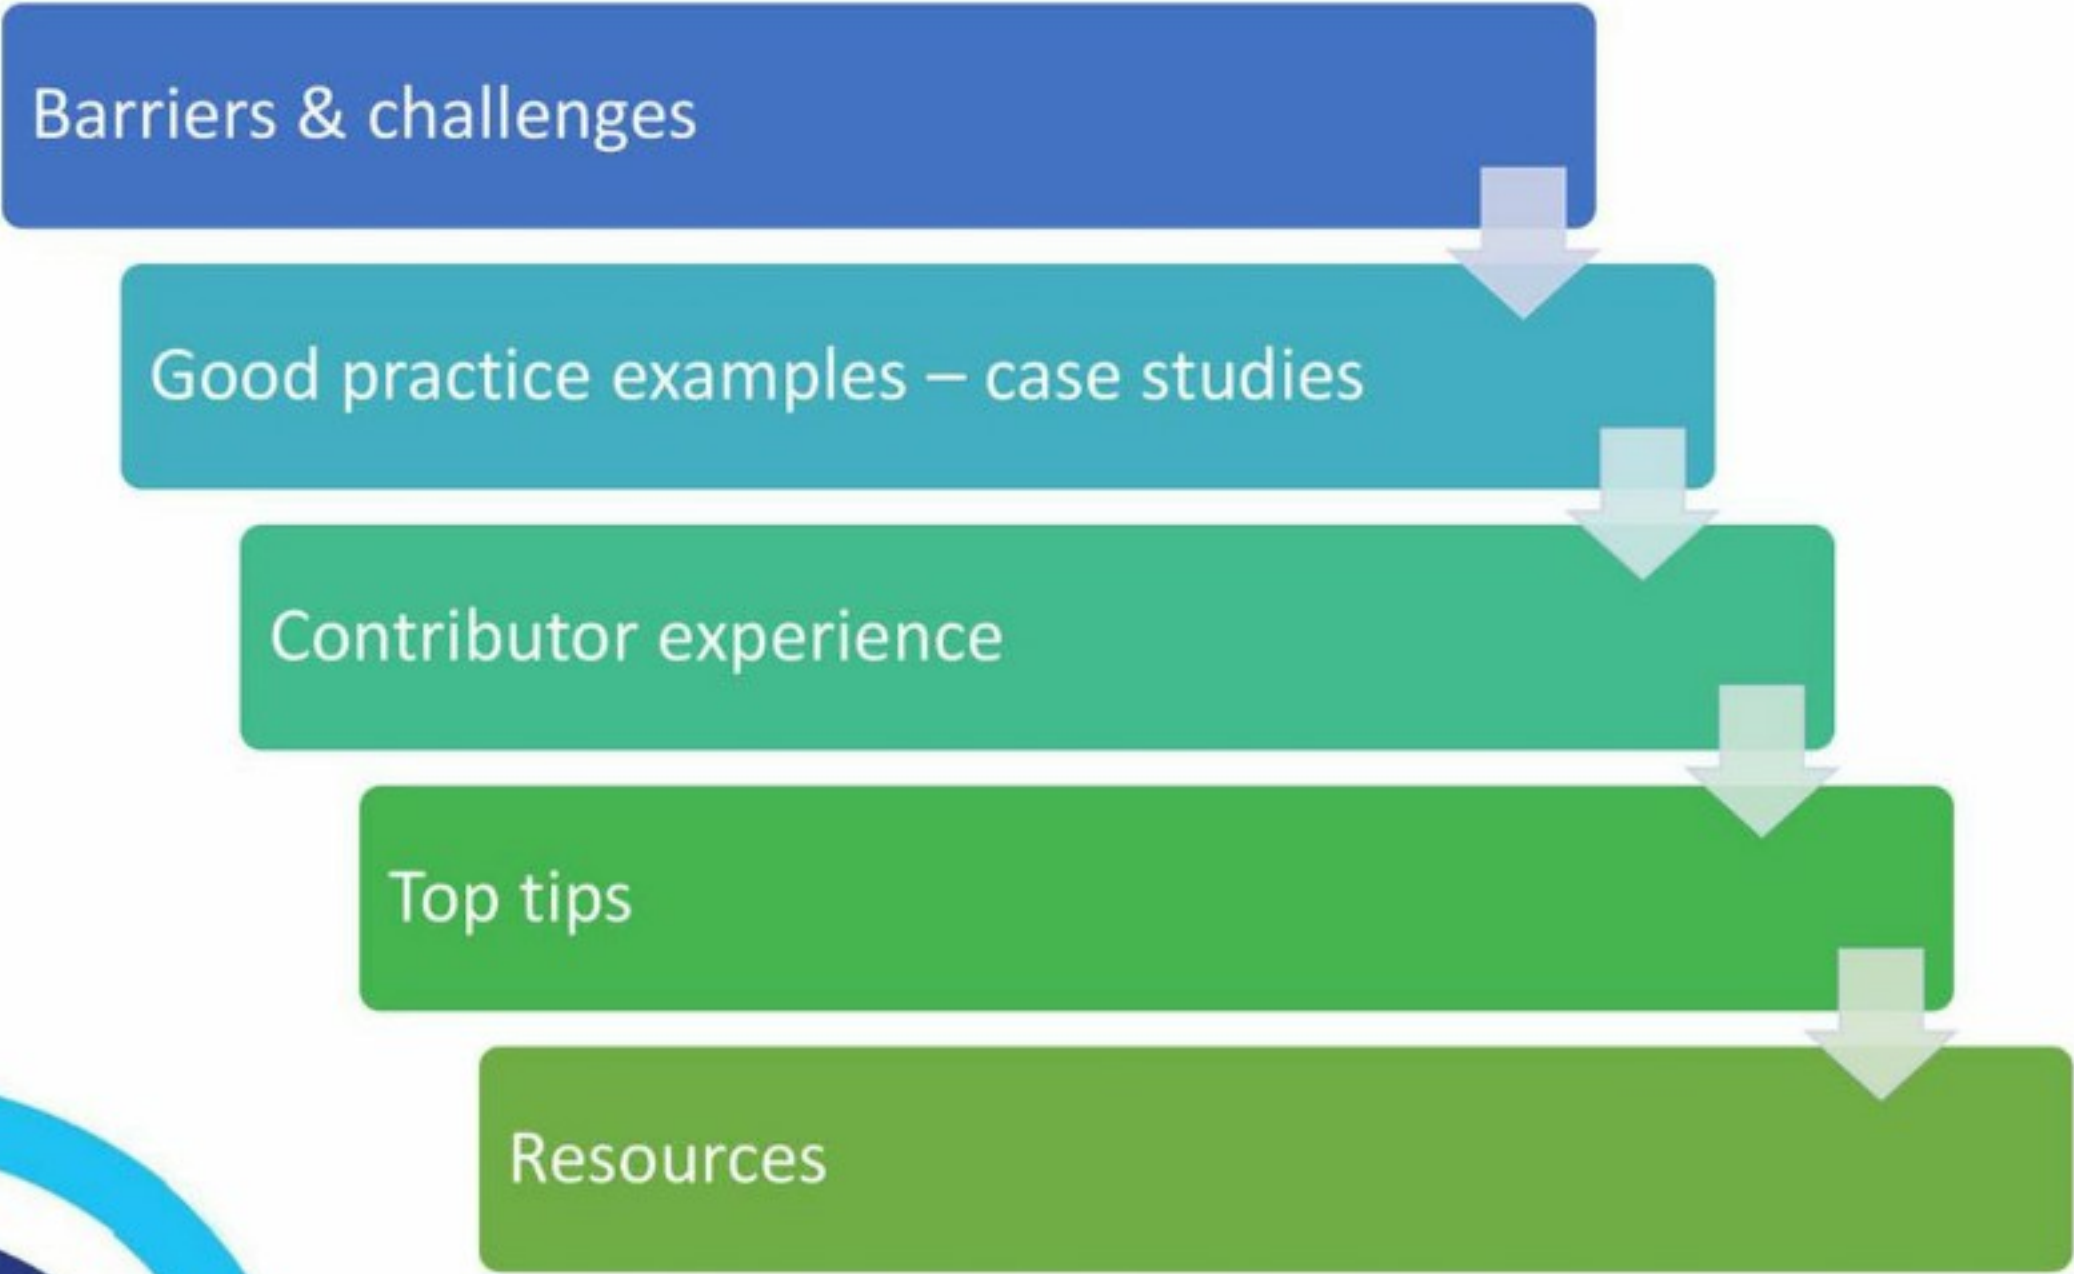 Barriers & challenges
Good practice examples – case studies
Contributor experience
Top tips
Resources